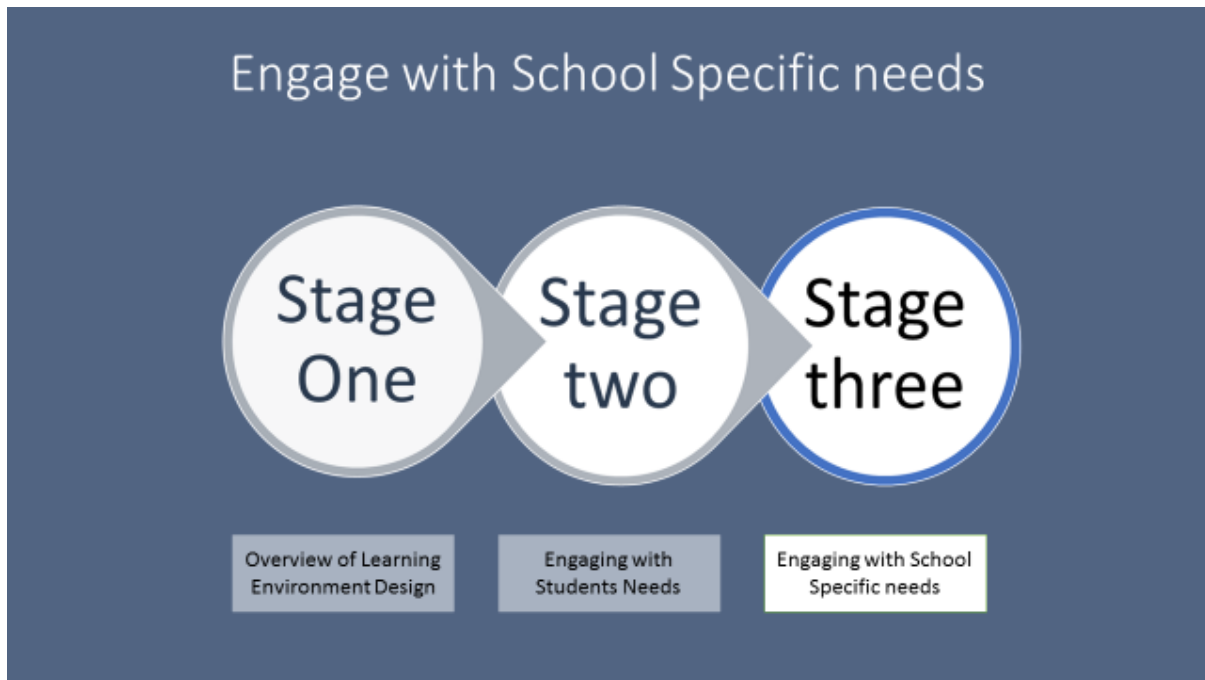 Engage with School Specific needs
Stage
One
Stage
two
Stage
three
Overview of Learning
Environment Design
Engaging with
Students Needs
Engaging with School
Specific needs